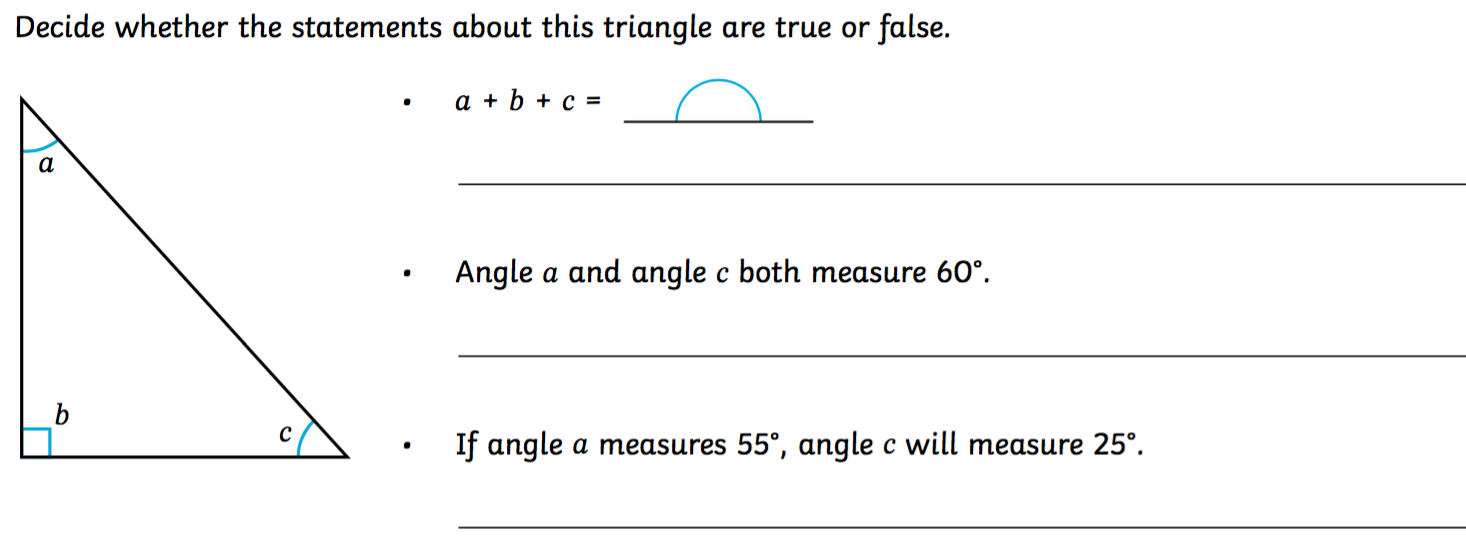 Decide whether the statements about this triangle are true or false.
• a + b + c =
a
• Angle a and angle c both measure 60°.
b
c
• If angle a measures 55°, angle c will measure 25°.